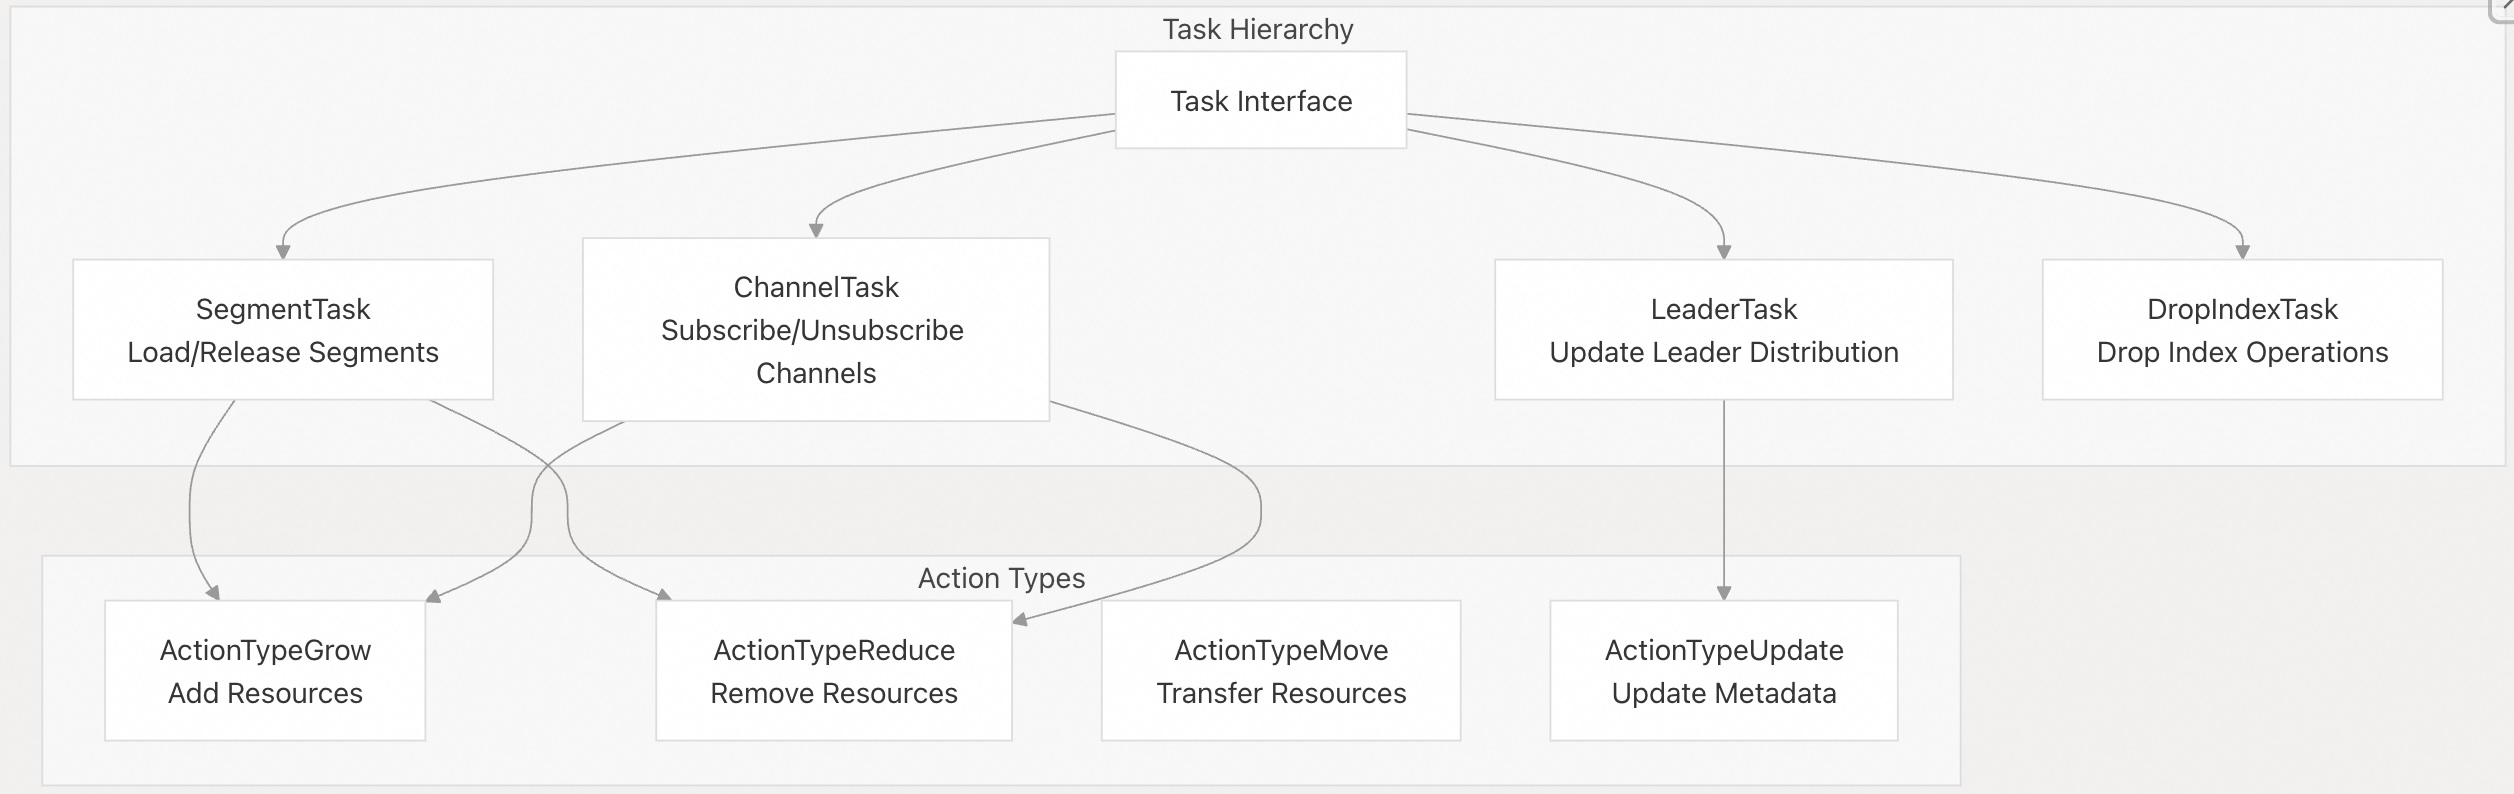 Task Hierarchy
Task Interface
SegmentTask
Load/Release Segments
ChannelTask
Subscribe/Unsubscribe
Channels
LeaderTask
Update Leader Distribution
DropIndexTask
Drop Index Operations
Action Types
ActionTypeGrow
Add Resources
ActionTypeReduce
Remove Resources
ActionTypeMove
Transfer Resources
ActionTypeUpdate
Update Metadata